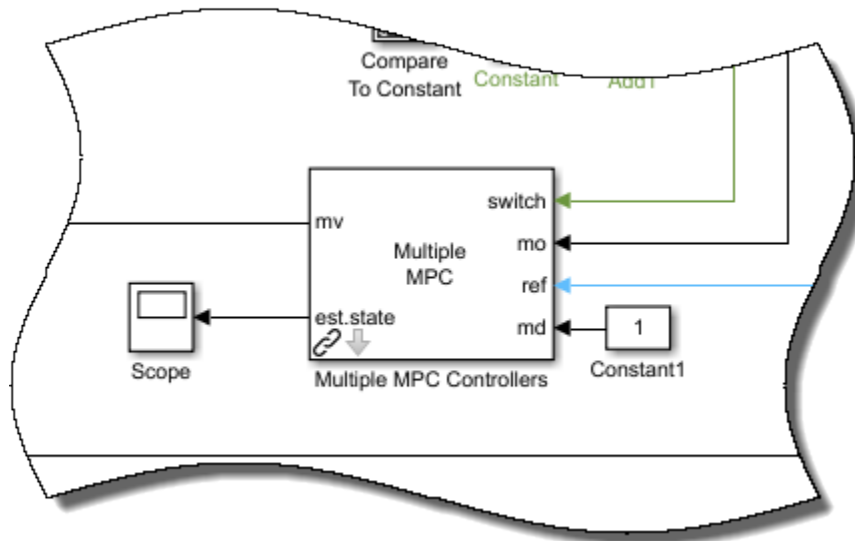 Compare
To Constant
Constant
Add1
switch
mv
mo
Multiple
MPC
ref
est.state
md
1
Scope
Multiple MPC Controllers
Constant1